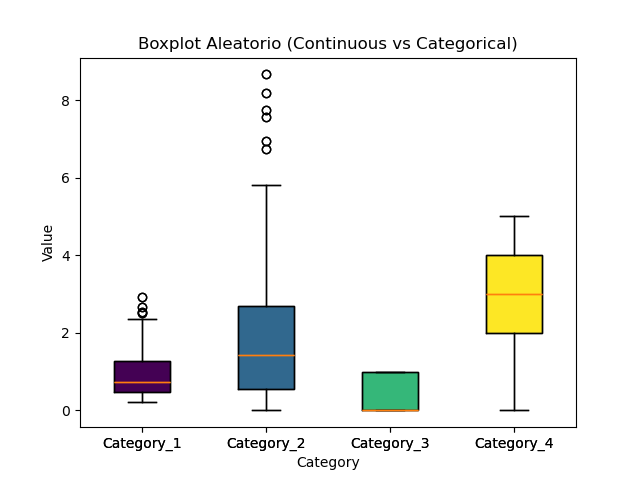 Boxplot Aleatorio (Continuous vs Categorical)
Value
8
6
4
2
0
Category_1 Category_2 Category_3 Category_4
Category